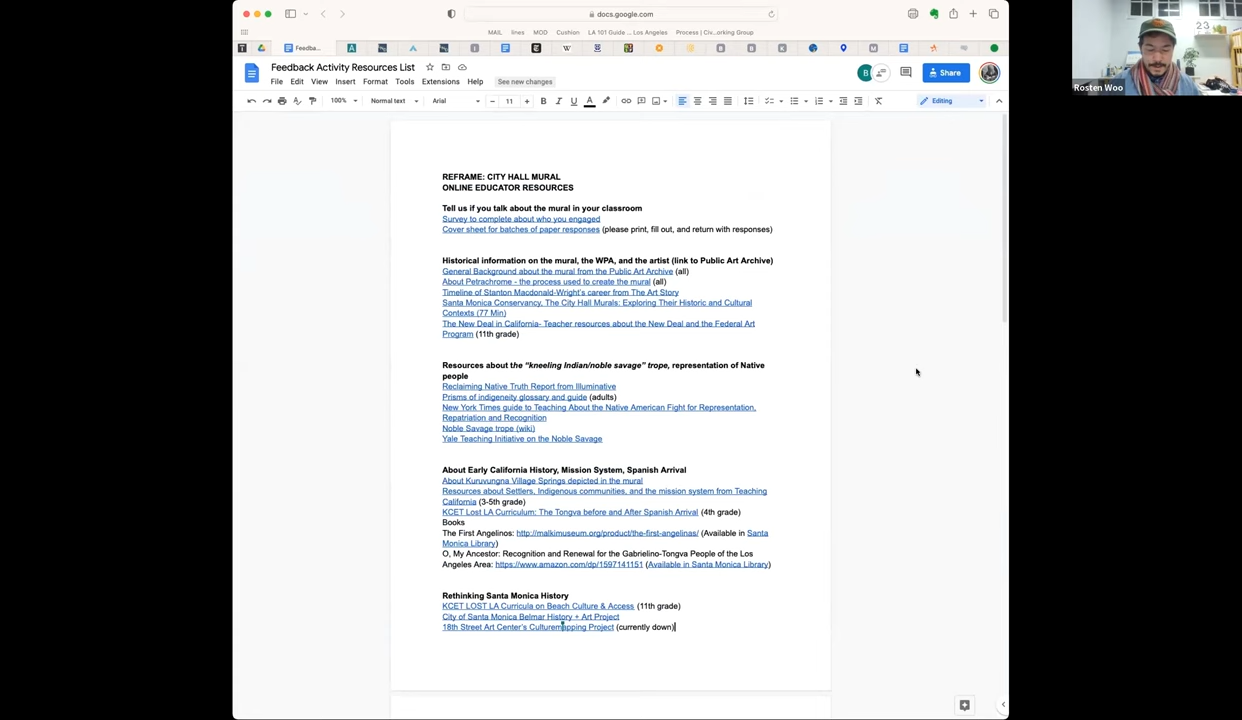 docs.google.com
MAIL lines MOD Cushion LA 101 Guide ... Los Angeles Process | Civ...orking Group
Feedba...
Feedback Activity Resources List
File Edit View Insert Format Tools Extensions Help See new changes
Share
100% Normal text Arial 11 Editing
REFRAME: CITY HALL MURAL
ONLINE EDUCATOR RESOURCES
Tell us if you talk about the mural in your classroom
Survey to complete about who you engaged
Cover sheet for batches of paper responses (please print, fill out, and return with responses)
Historical information on the mural, the WPA, and the artist (link to Public Art Archive)
General Background about the mural from the Public Art Archive (all)
About Petrachrome - the process used to create the mural (all)
Timeline of Stanton Macdonald-Wright's career from The Art Story
Santa Monica Conservancy, The City Hall Murals: Exploring Their Historic and Cultural
Contexts (77 Min)
The New Deal in California- Teacher resources about the New Deal and the Federal Art
Program (11th grade)
Resources about the “kneeling Indian/noble savage” trope, representation of Native
people
Reclaiming Native Truth Report from Illuminative
Prisms of indigeneity glossary and guide (adults)
New York Times guide to Teaching About the Native American Fight for Representation,
Repatriation and Recognition
Noble Savage trope (wiki)
Yale Teaching Initiative on the Noble Savage
About Early California History, Mission System, Spanish Arrival
About Kuruvungna Village Springs depicted in the mural
Resources about Settlers, Indigenous communities, and the mission system from Teaching
California (3-5th grade)
KCET Lost LA Curriculum: The Tongva before and After Spanish Arrival (4th grade)
Books
The First Angelinos: http://malkimuseum.org/product/the-first-angelinas/ (Available in Santa
Monica Library)
O, My Ancestor: Recognition and Renewal for the Gabrielino-Tongva People of the Los
Angeles Area: https://www.amazon.com/dp/1597141151 (Available in Santa Monica Library)
Rethinking Santa Monica History
KCET LOST LA Curricula on Beach Culture & Access (11th grade)
City of Santa Monica Belmar History + Art Project
18th Street Art Center's Culturemapping Project (currently down)
23
Rosten Woo